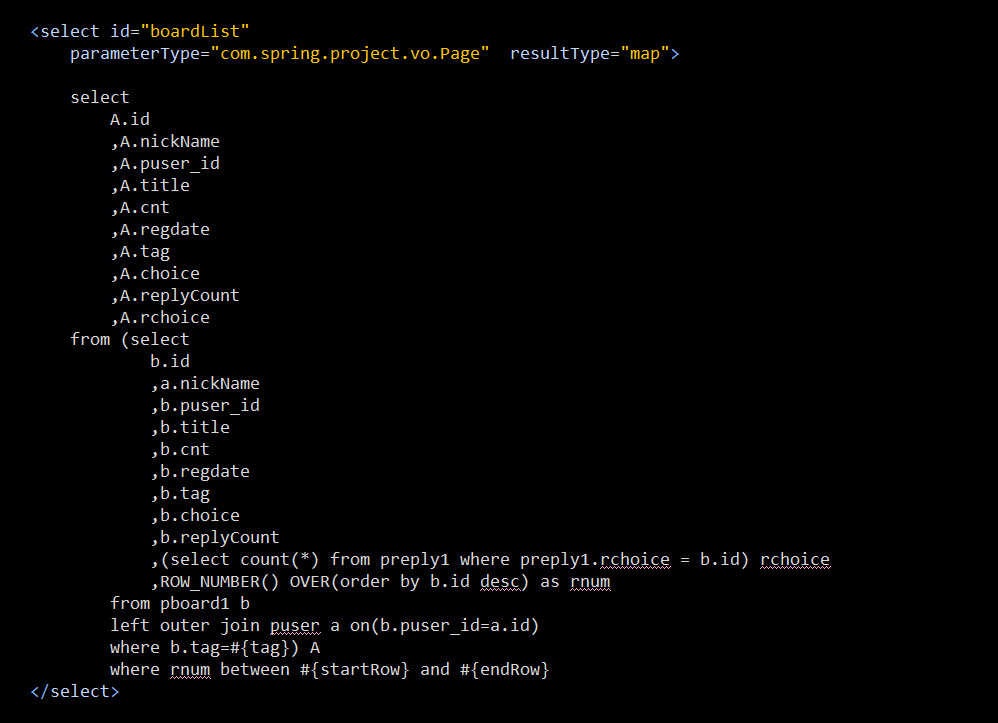 <select id="boardList"
parameterType="com.spring.project.vo.Page" resultType="map">
select
A.id
,A.nickName
,A.puser_id
,A.title
,A.cnt
,A.regdate
,A.tag
,A.choice
,A.replyCount
,A.rchoice
from (select
b.id
,a.nickName
,b.puser_id
,b.title
,b.cnt
,b.regdate
,b.tag
,b.choice
,b.replyCount
,(select count(*) from preply1 where preply1.rchoice = b.id) rchoice
,ROW_NUMBER() OVER(order by b.id desc) as rnum
from pboard1 b
left outer join puser a on(b.puser_id=a.id)
where b.tag=#{tag}) A
where rnum between #{startRow} and #{endRow}
</select>